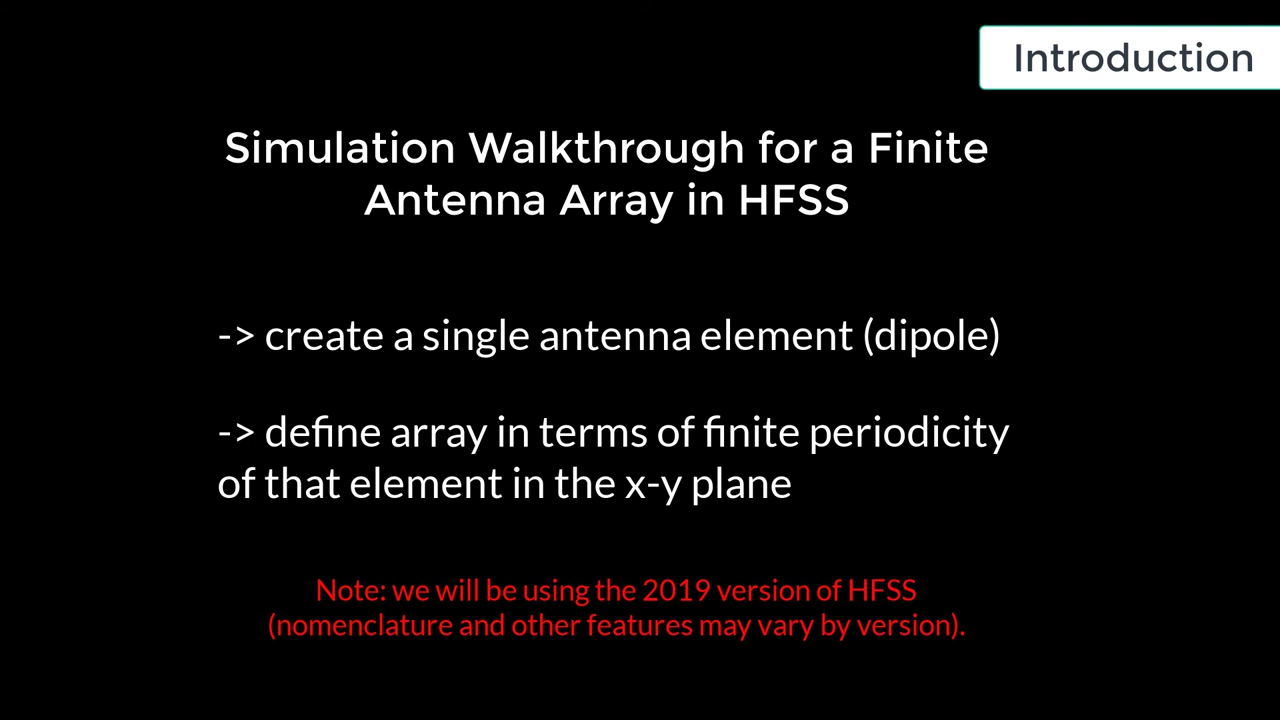 Introduction
Simulation Walkthrough for a Finite
Antenna Array in HFSS
-> create a single antenna element (dipole)
-> define array in terms of finite periodicity
of that element in the x-y plane
Note: we will be using the 2019 version of HFSS
(nomenclature and other features may vary by version).